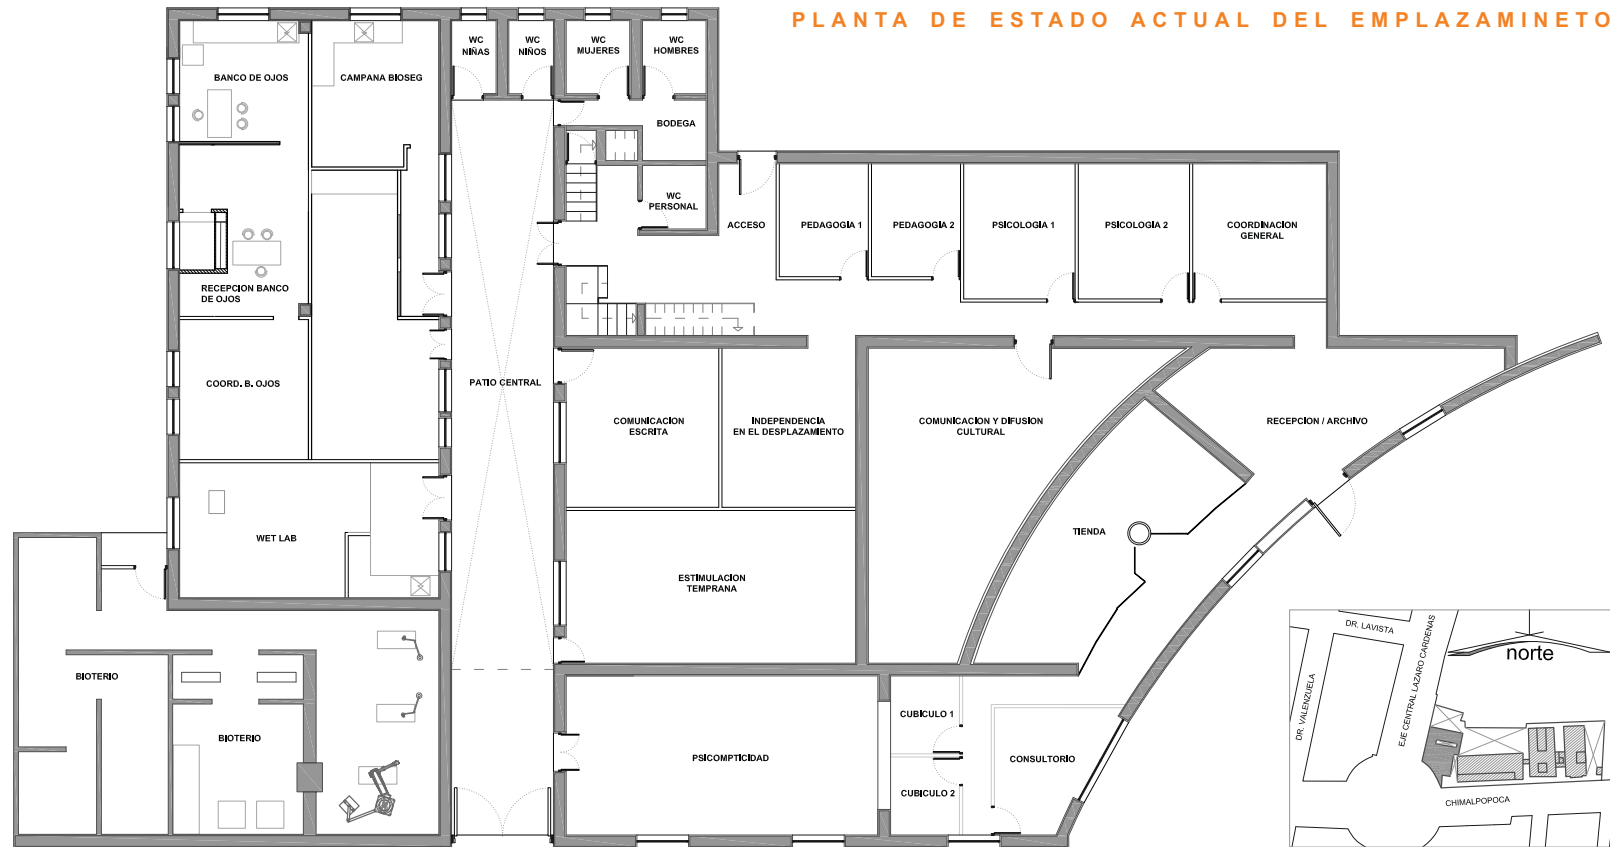 PLANTA DE ESTADO ACTUAL DEL EMPLAZAMINETO
WC
NIÑAS
WC
NIÑOS
WC
MUJERES
WC
HOMBRES
BANCO DE OJOS
CAMPANA BIOSEG
BODEGA
WC
PERSONAL
ACCESO
PEDAGOGIA 1
PEDAGOGIA 2
PSICOLOGIA 1
PSICOLOGIA 2
COORDINACION
GENERAL
RECEPCION BANCO
DE OJOS
COORD. B. OJOS
PATIO CENTRAL
COMUNICACION
ESCRITA
INDEPENDENCIA
EN EL DESPLAZAMIENTO
COMUNICACION Y DIFUSION
CULTURAL
RECEPCION / ARCHIVO
WET LAB
TIENDA
ESTIMULACION
TEMPRANA
BIOTERIO
BIOTERIO
CUBICULO 1
PSICOMPTICIDAD
CONSULTORIO
CUBICULO 2
DR. LAVISTA
EJE CENTRAL LAZARO CARDENAS
norte
DR. VALENZUELA
CHIMALPOPOCA